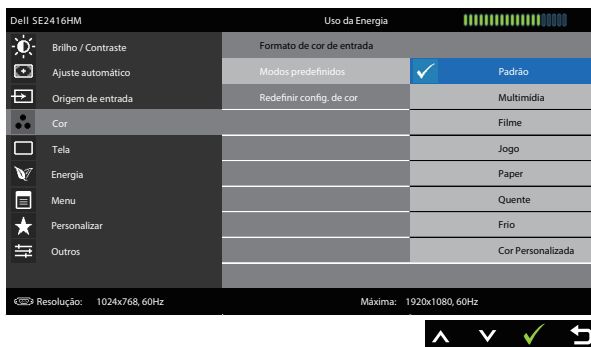 Dell SE2416HM Uso da Energia
Brilho / Contraste Formato de cor de entrada
Ajuste automático Modos predefinidos Padrão
Origem de entrada Redefinir config. de cor Multimídia
Cor Filme
Tela Jogo
Energia Paper
Menu Quente
Personalizar Frio
Outros Cor Personalizada
Resolução: 1024x768, 60Hz Máxima: 1920x1080, 60Hz